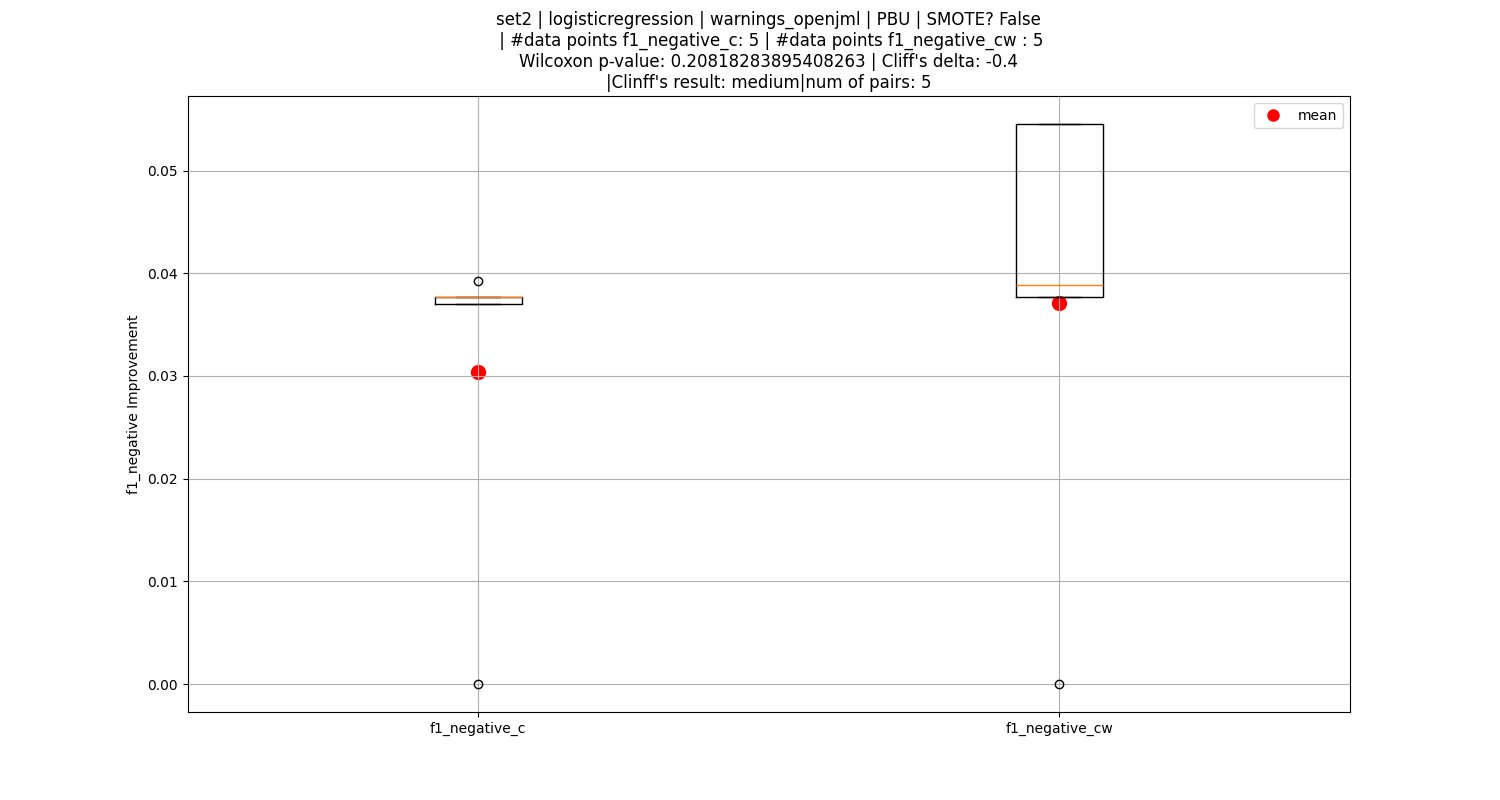 set2 | logisticregression | warnings_openjml | PBU | SMOTE? False
| #data points f1_negative_c: 5 | #data points f1_negative_cw : 5
Wilcoxon p-value: 0.20818283895408263 | Cliff's delta: -0.4
|Clinff's result: medium|num of pairs: 5
mean
f1_negative Improvement
0.05
0.04
0.03
0.02
0.01
0.00
f1_negative_c
f1_negative_cw